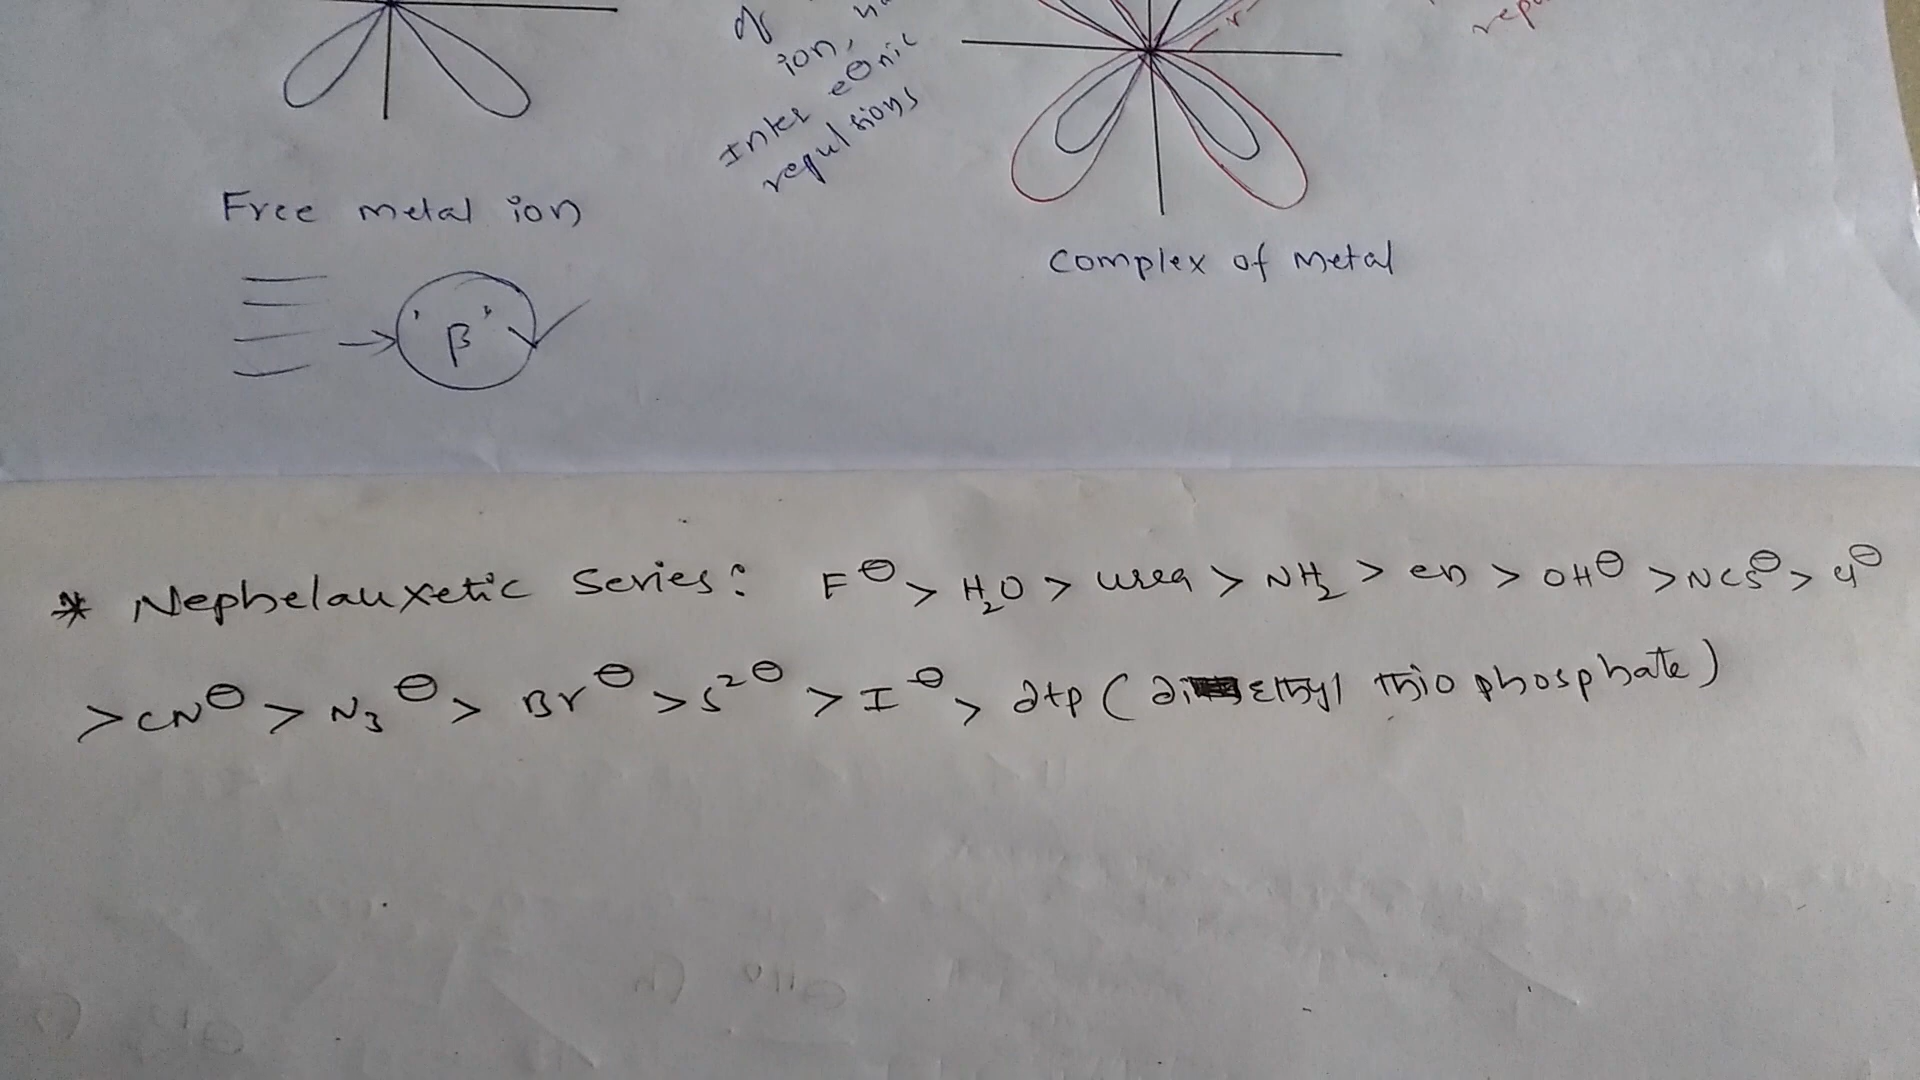 of
ion,
Inter e⊖nic
repulsions
r
Free metal ion
Complex of Metal
→ 'β' ✓
* Nephelauxetic Series: F⊖ > H₂O > urea > NH₂ > en > OH⊖ > NCS⊖ > Cl⊖
> CN⊖ > N₃⊖ > Br⊖ > S²⊖ > I⊖ > dtp (diethyl thio phosphate)